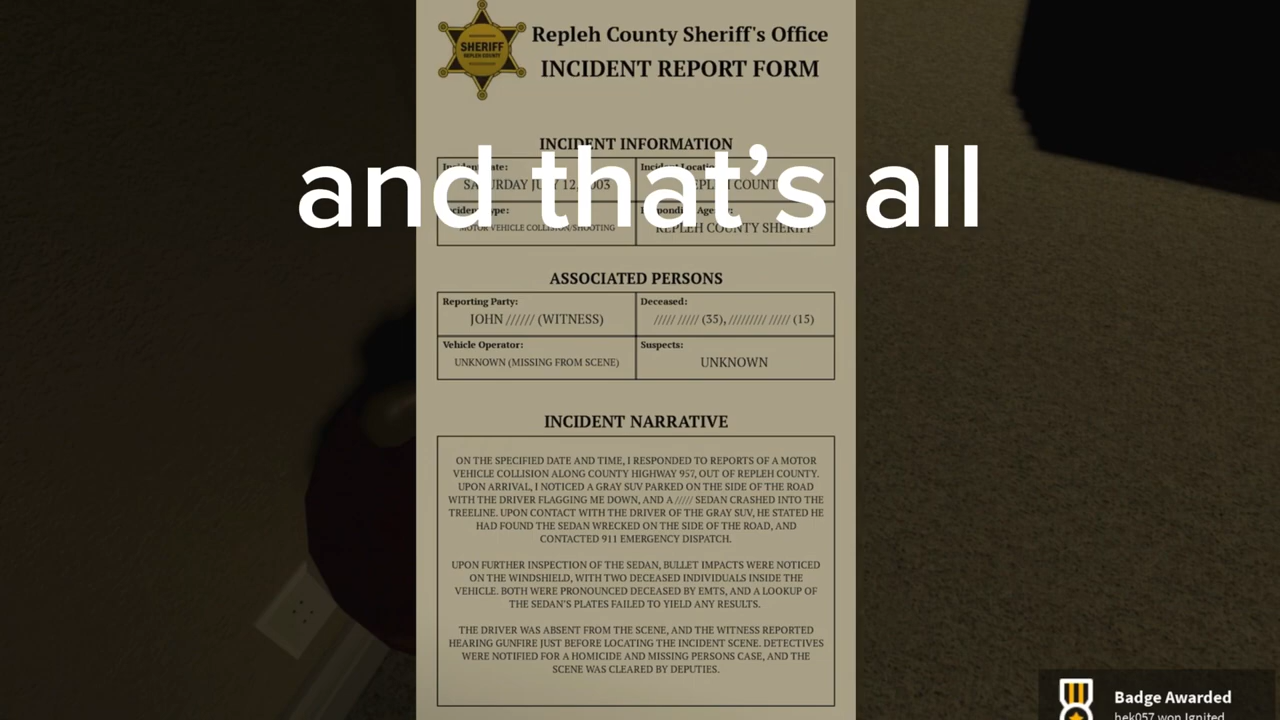 SHERIFF
REPLEH COUNTY
Repleh County Sheriff's Office
INCIDENT REPORT FORM
INCIDENT INFORMATION
and that's all
REPLEH COUNTY SHERIFF
MOTOR VEHICLE COLLISION/SHOOTING
ASSOCIATED PERSONS
Reporting Party:
JOHN ////// (WITNESS)
Deceased:
///// ///// (35), ///////// ///// (15)
Vehicle Operator:
UNKNOWN (MISSING FROM SCENE)
Suspects:
UNKNOWN
INCIDENT NARRATIVE
ON THE SPECIFIED DATE AND TIME, I RESPONDED TO REPORTS OF A MOTOR
VEHICLE COLLISION ALONG COUNTY HIGHWAY 957, OUT OF REPLEH COUNTY.
UPON ARRIVAL, I NOTICED A GRAY SUV PARKED ON THE SIDE OF THE ROAD
WITH THE DRIVER FLAGGING ME DOWN, AND A ///// SEDAN CRASHED INTO THE
TREELINE. UPON CONTACT WITH THE DRIVER OF THE GRAY SUV, HE STATED HE
HAD FOUND THE SEDAN WRECKED ON THE SIDE OF THE ROAD, AND
CONTACTED 911 EMERGENCY DISPATCH.
UPON FURTHER INSPECTION OF THE SEDAN, BULLET IMPACTS WERE NOTICED
ON THE WINDSHIELD, WITH TWO DECEASED INDIVIDUALS INSIDE THE
VEHICLE. BOTH WERE PRONOUNCED DECEASED BY EMTS, AND A LOOKUP OF
THE SEDAN'S PLATES FAILED TO YIELD ANY RESULTS.
THE DRIVER WAS ABSENT FROM THE SCENE, AND THE WITNESS REPORTED
HEARING GUNFIRE JUST BEFORE LOCATING THE INCIDENT SCENE. DETECTIVES
WERE NOTIFIED FOR A HOMICIDE AND MISSING PERSONS CASE, AND THE
SCENE WAS CLEARED BY DEPUTIES.
Badge Awarded
hek057 won Ignited